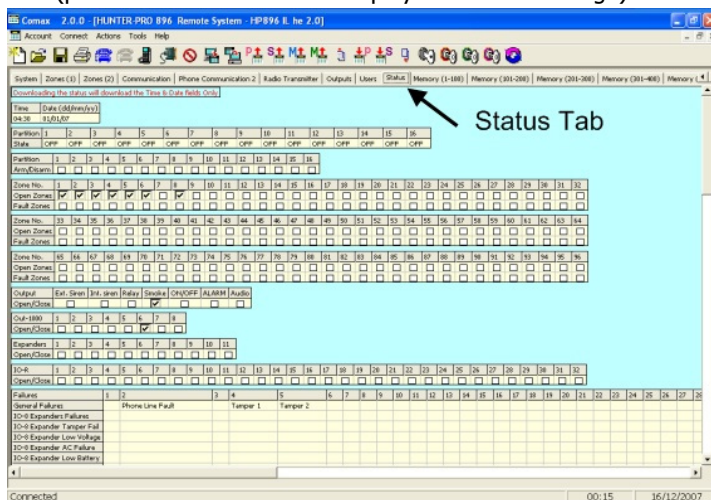 Comax 2.0.0 - [HUNTER-PRO 896 Remote System - HP896 IL he 2.0]
Account Connect Actions Tools Help
System Zones (1) Zones (2) Communication Phone Communication 2 Radio Transmitter Outputs Users Status Memory (1-100) Memory (101-200) Memory (201-300) Memory (301-400) Memory (
Status Tab
Downloading the status will download the Time & Date fields Only
Time Date (dd/mm/yy)
04:30 01/01/07
Partition 1 2 3 4 5 6 7 8 9 10 11 12 13 14 15 16
State OFF OFF OFF OFF OFF OFF OFF OFF OFF OFF OFF OFF OFF OFF OFF OFF
Partition 1 2 3 4 5 6 7 8 9 10 11 12 13 14 15 16
Arm/Disarm
Zone No. 1 2 3 4 5 6 7 8 9 10 11 12 13 14 15 16 17 18 19 20 21 22 23 24 25 26 27 28 29 30 31 32
Open Zones
Fault Zones
Zone No. 33 34 35 36 37 38 39 40 41 42 43 44 45 46 47 48 49 50 51 52 53 54 55 56 57 58 59 60 61 62 63 64
Open Zones
Fault Zones
Zone No. 65 66 67 68 69 70 71 72 73 74 75 76 77 78 79 80 81 82 83 84 85 86 87 88 89 90 91 92 93 94 95 96
Open Zones
Fault Zones
Output Ext. Siren Int. siren Relay Smoke ON/OFF ALARM Audio
Open/Close
Out-1000 1 2 3 4 5 6 7 8
Open/Close
Expanders 1 2 3 4 5 6 7 8 9 10 11
Open/Close
IO-R 1 2 3 4 5 6 7 8 9 10 11 12 13 14 15 16 17 18 19 20 21 22 23 24 25 26 27 28 29 30 31 32
Open/Close
Failures 1 2 3 4 5 6 7 8 9 10 11 12 13 14 15 16 17 18 19 20 21 22 23 24 25 26 27 28
General Failures Phone Line Fault Tamper 1 Tamper 2
IO-8 Expanders Failures
IO-8 Expander Tamper Fail
IO-8 Expander Low Voltage
IO-8 Expander AC Failure
IO-8 Expander Low Battery
Connected 00:15 16/12/2007